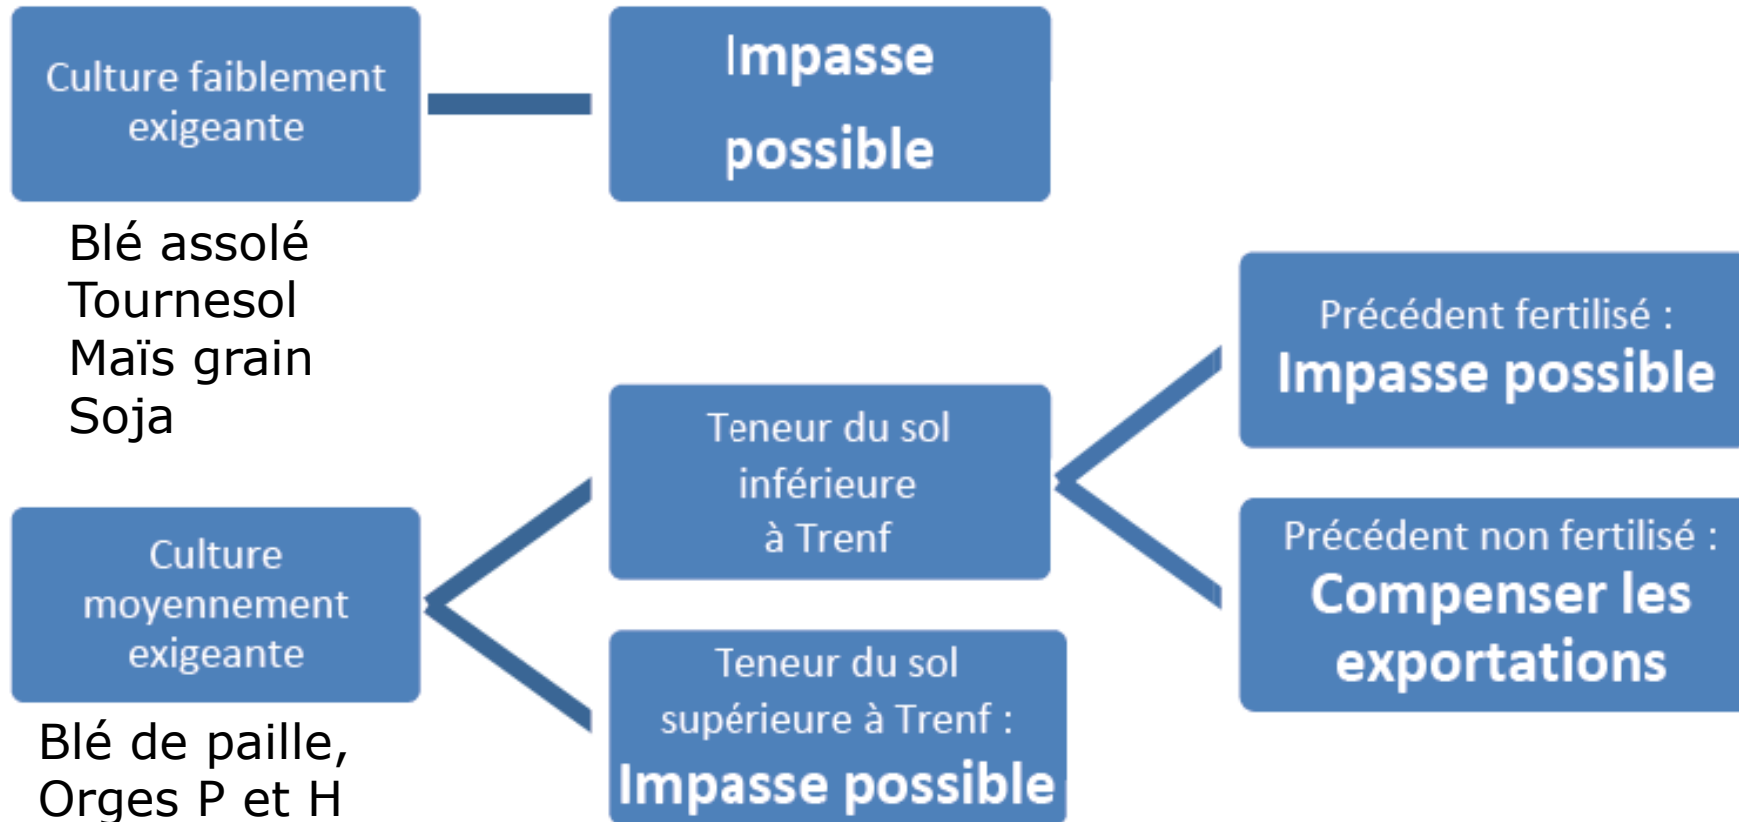 Culture faiblement
exigeante
Impasse
possible
Blé assolé
Tournesol
Maïs grain
Soja
Culture
moyennement
exigeante
Blé de paille,
Orges P et H
Teneur du sol
inférieure
à Trenf
Teneur du sol
supérieure à Trenf :
Impasse possible
Précédent fertilisé :
Impasse possible
Précédent non fertilisé :
Compenser les
exportations